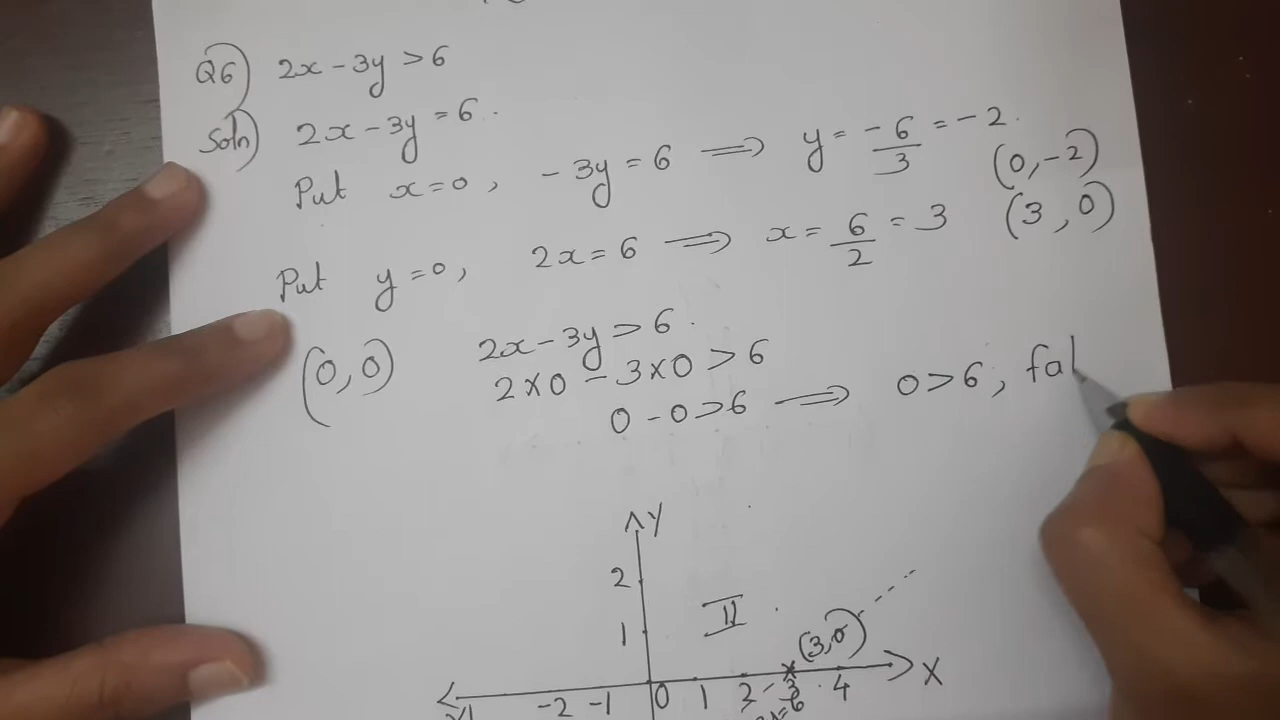 Q6) 2x - 3y > 6
Soln) 2x - 3y = 6.
Put x = 0, -3y = 6 ⟹ y = -6/3 = -2. (0, -2)
Put y = 0, 2x = 6 ⟹ x = 6/2 = 3 (3, 0)
(0, 0) 2x - 3y > 6.
2×0 - 3×0 > 6
0 - 0 > 6 ⟹ 0 > 6, fal
Y
2
II
1
(3,0)
X
-2 -1 0 1 2 3 4